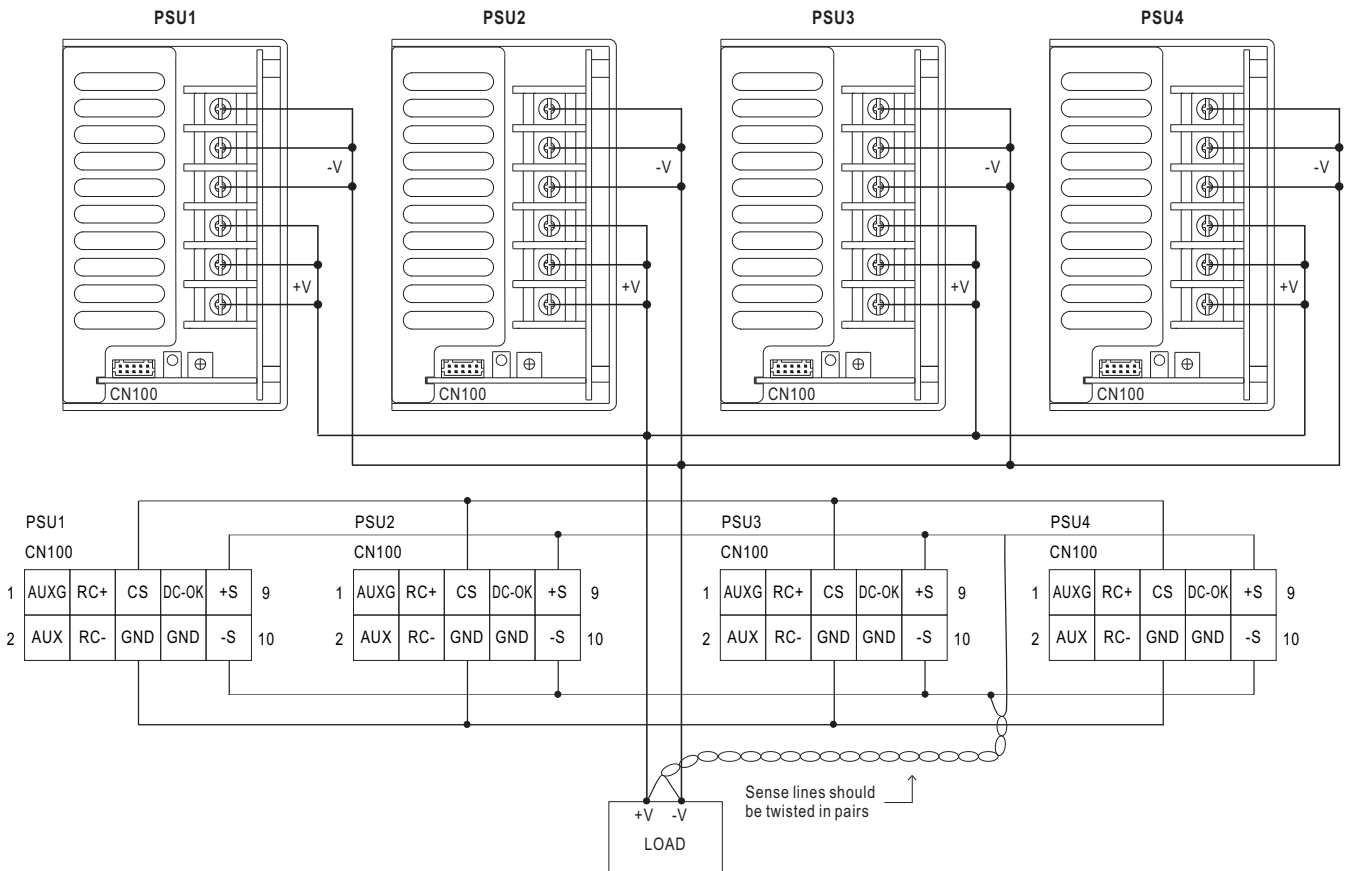 PSU1 PSU2 PSU3 PSU4
-V -V -V -V
+V +V +V +V
CN100 CN100 CN100 CN100
PSU1 PSU2 PSU3 PSU4
CN100 CN100 CN100 CN100
1 AUXG RC+ CS DC-OK +S 9 1 AUXG RC+ CS DC-OK +S 9 1 AUXG RC+ CS DC-OK +S 9 1 AUXG RC+ CS DC-OK +S 9
2 AUX RC- GND GND -S 10 2 AUX RC- GND GND -S 10 2 AUX RC- GND GND -S 10 2 AUX RC- GND GND -S 10
Sense lines should
be twisted in pairs
+V -V
LOAD